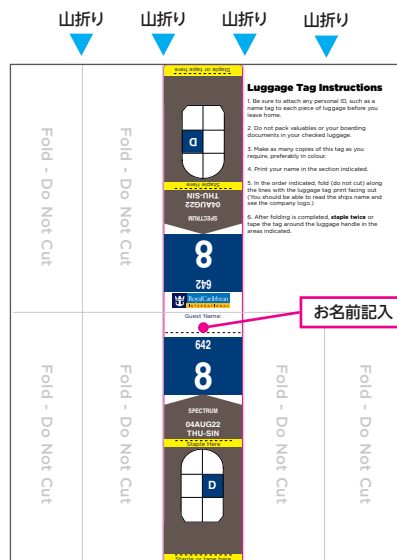 山折り 山折り 山折り 山折り
Staple or tape here
D
Staple Here
THU-SIN
04AUG22
SPECTRUM
8
642
RoyalCaribbean
INTERNATIONAL
Guest Name:
642
8
SPECTRUM
04AUG22
THU-SIN
Staple Here
D
Staple or tape here
Fold - Do Not Cut
Fold - Do Not Cut
Luggage Tag Instructions
1. Be sure to attach any personal ID, such as a
name tag to each piece of luggage before you
leave home.
2. Do not pack valuables or your boarding
documents in your checked luggage.
3. Make as many copies of this tag as you
require, preferably in colour.
4. Print your name in the section indicated.
5. In the order indicated, fold (do not cut) along
the lines with the luggage tag print facing out
(You should be able to read the ships name and
see the company logo.)
6. After folding is completed, staple twice or
tape the tag around the luggage handle in the
areas indicated.
お名前記入
Fold - Do Not Cut
Fold - Do Not Cut
Fold - Do Not Cut
Fold - Do Not Cut